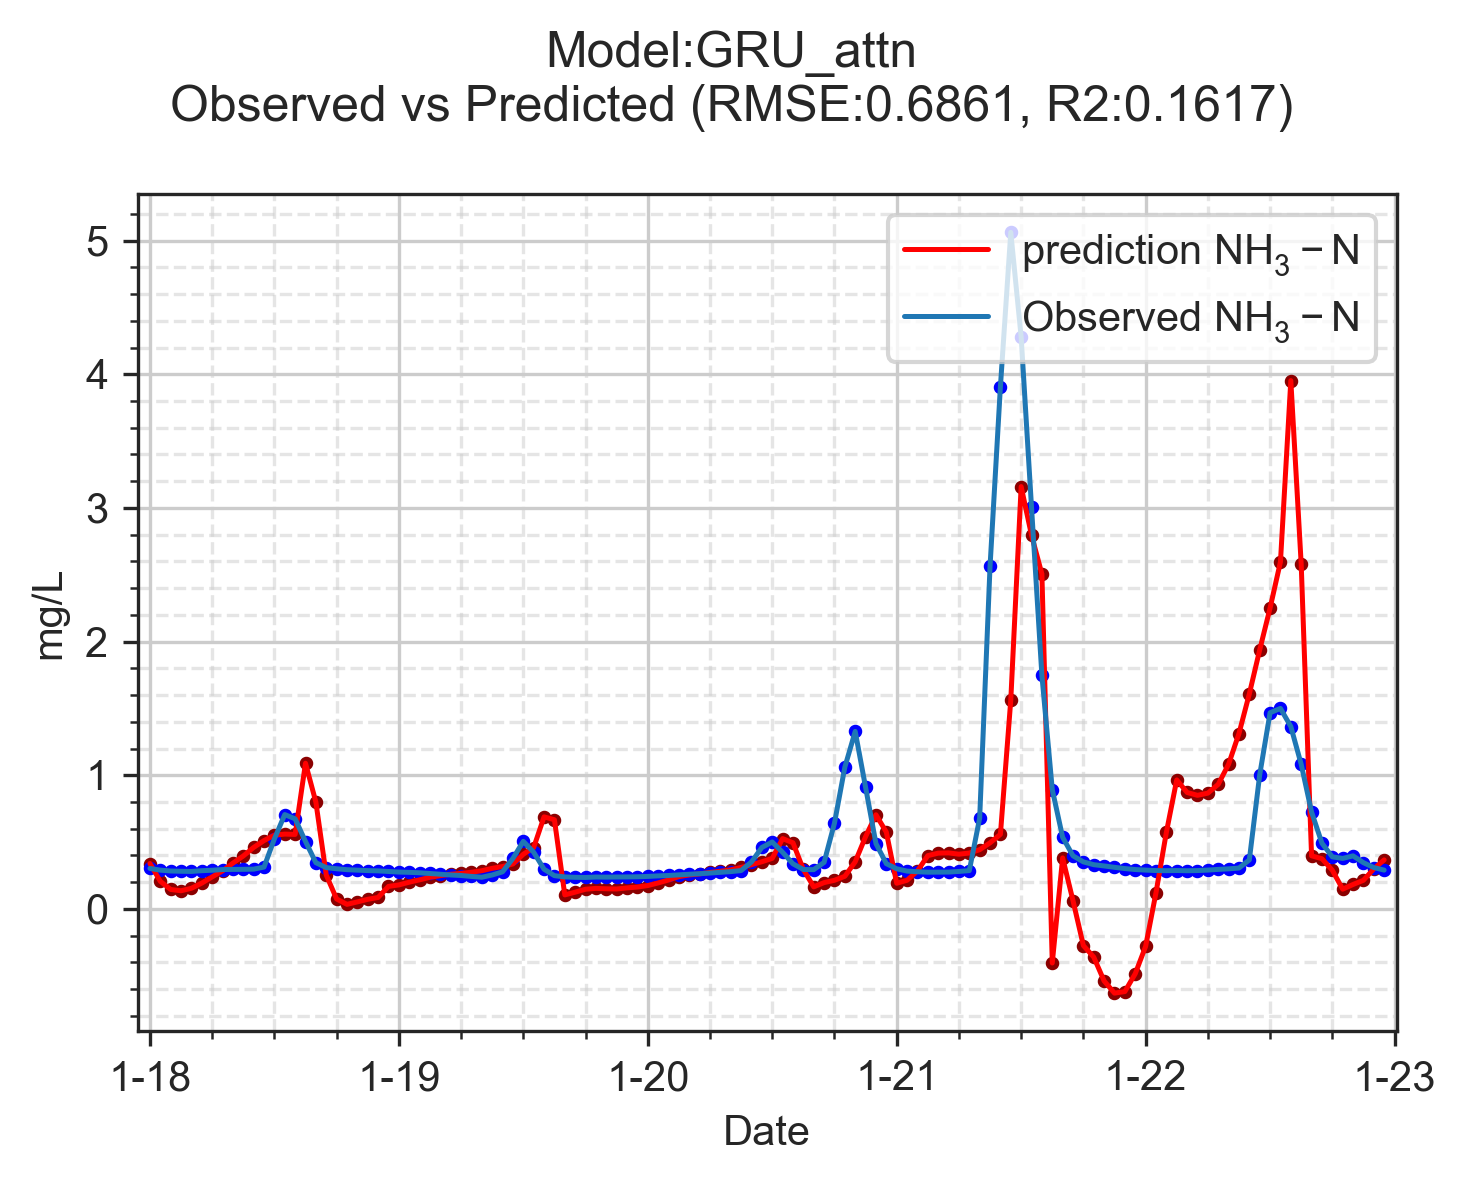 Model:GRU_attn
Observed vs Predicted (RMSE:0.6861, R2:0.1617)
prediction NH₃ − N
Observed NH₃ − N
5
4
3
2
1
0
mg/L
1-18 1-19 1-20 1-21 1-22 1-23
Date